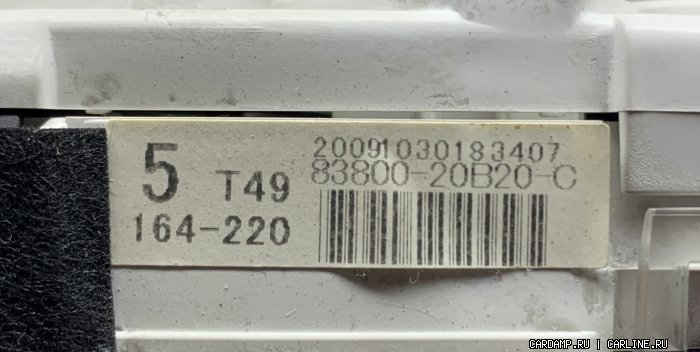 5 T49
164-220
20091030183407
83800-20B20-C
CARDAMP.RU | CARLINE.RU